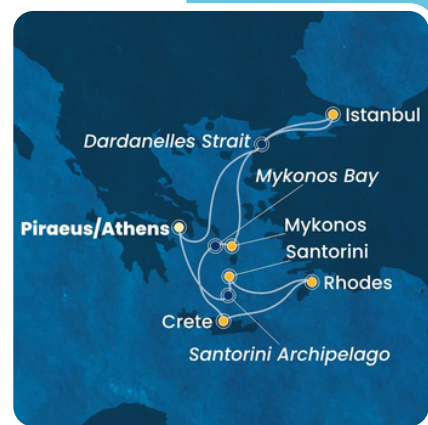 Istanbul
Dardanelles Strait
Mykonos Bay
Piraeus/Athens
Mykonos
Santorini
Rhodes
Crete
Santorini Archipelago